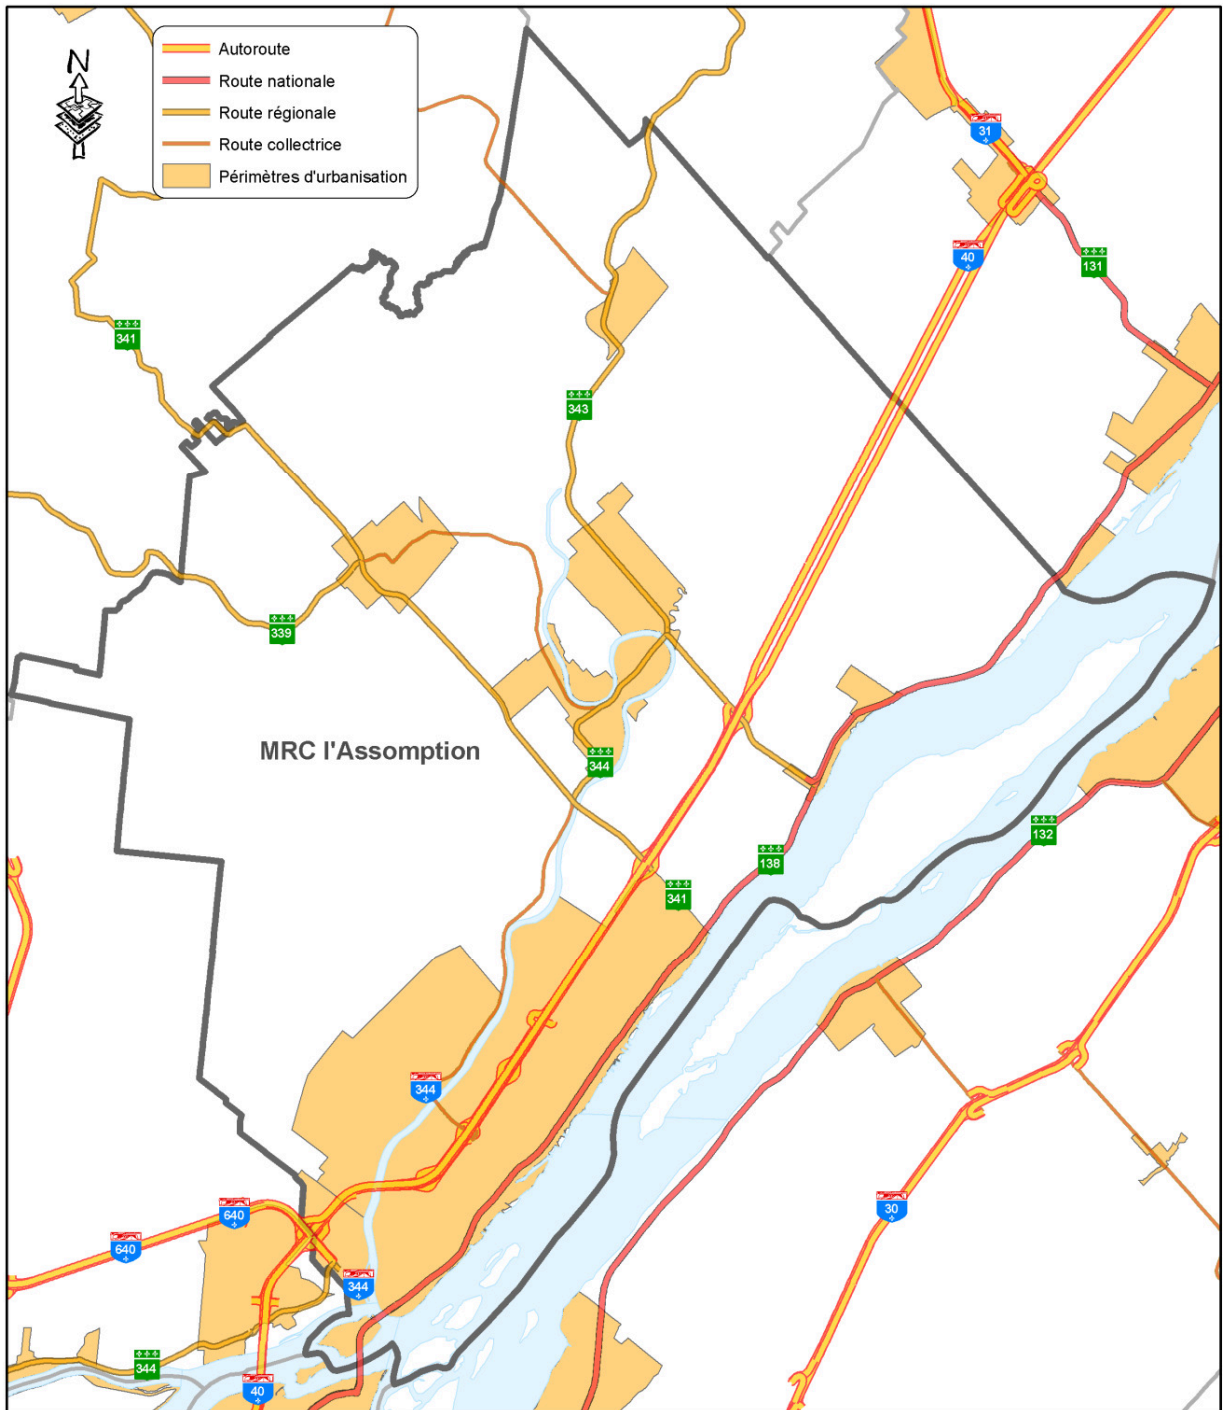 N
Autoroute
Route nationale
Route régionale
Route collectrice
Périmètres d'urbanisation
31
40
131
341
343
339
MRC l'Assomption
344
138
132
341
344
30
640
640
344
344
40